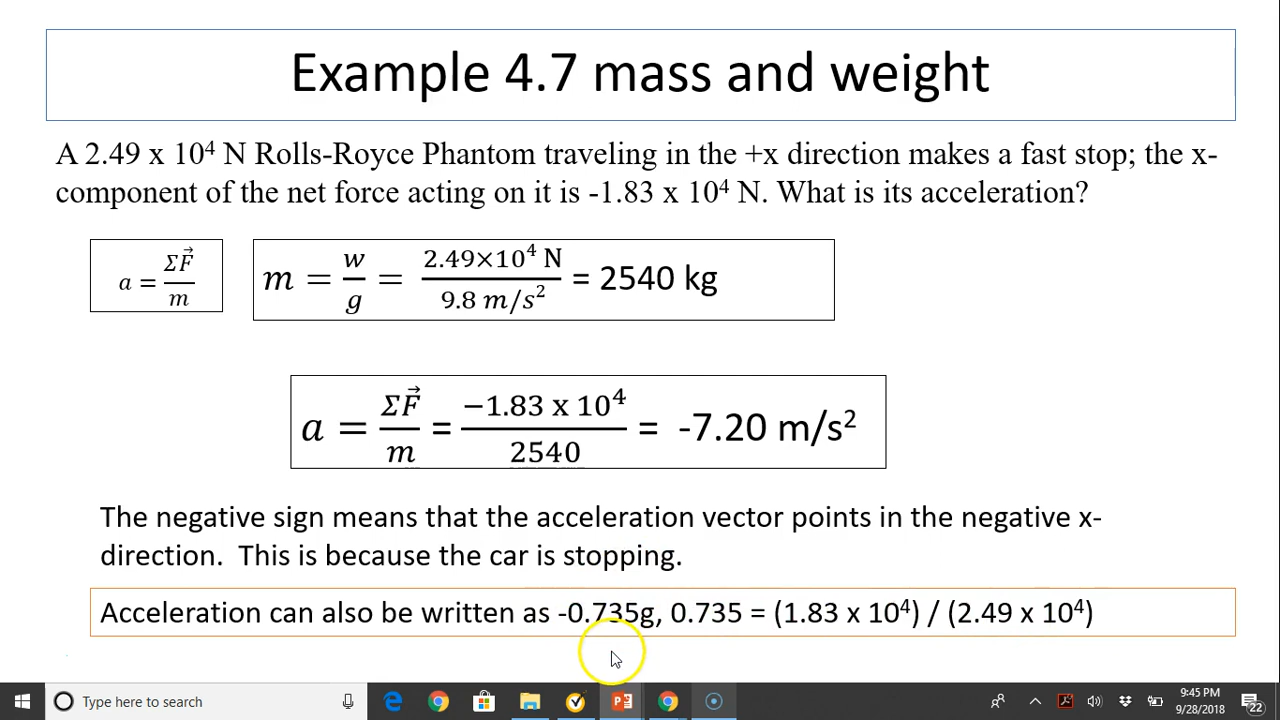 Example 4.7 mass and weight
A 2.49 x 10⁴ N Rolls-Royce Phantom traveling in the +x direction makes a fast stop; the x-
component of the net force acting on it is -1.83 x 10⁴ N. What is its acceleration?
a = ΣF⃗/m
m = w/g = 2.49×10⁴ N / 9.8 m/s² = 2540 kg
a = ΣF⃗/m = −1.83 x 10⁴ / 2540 = -7.20 m/s²
The negative sign means that the acceleration vector points in the negative x-
direction. This is because the car is stopping.
Acceleration can also be written as -0.735g, 0.735 = (1.83 x 10⁴) / (2.49 x 10⁴)
Type here to search
9:45 PM
9/28/2018
22